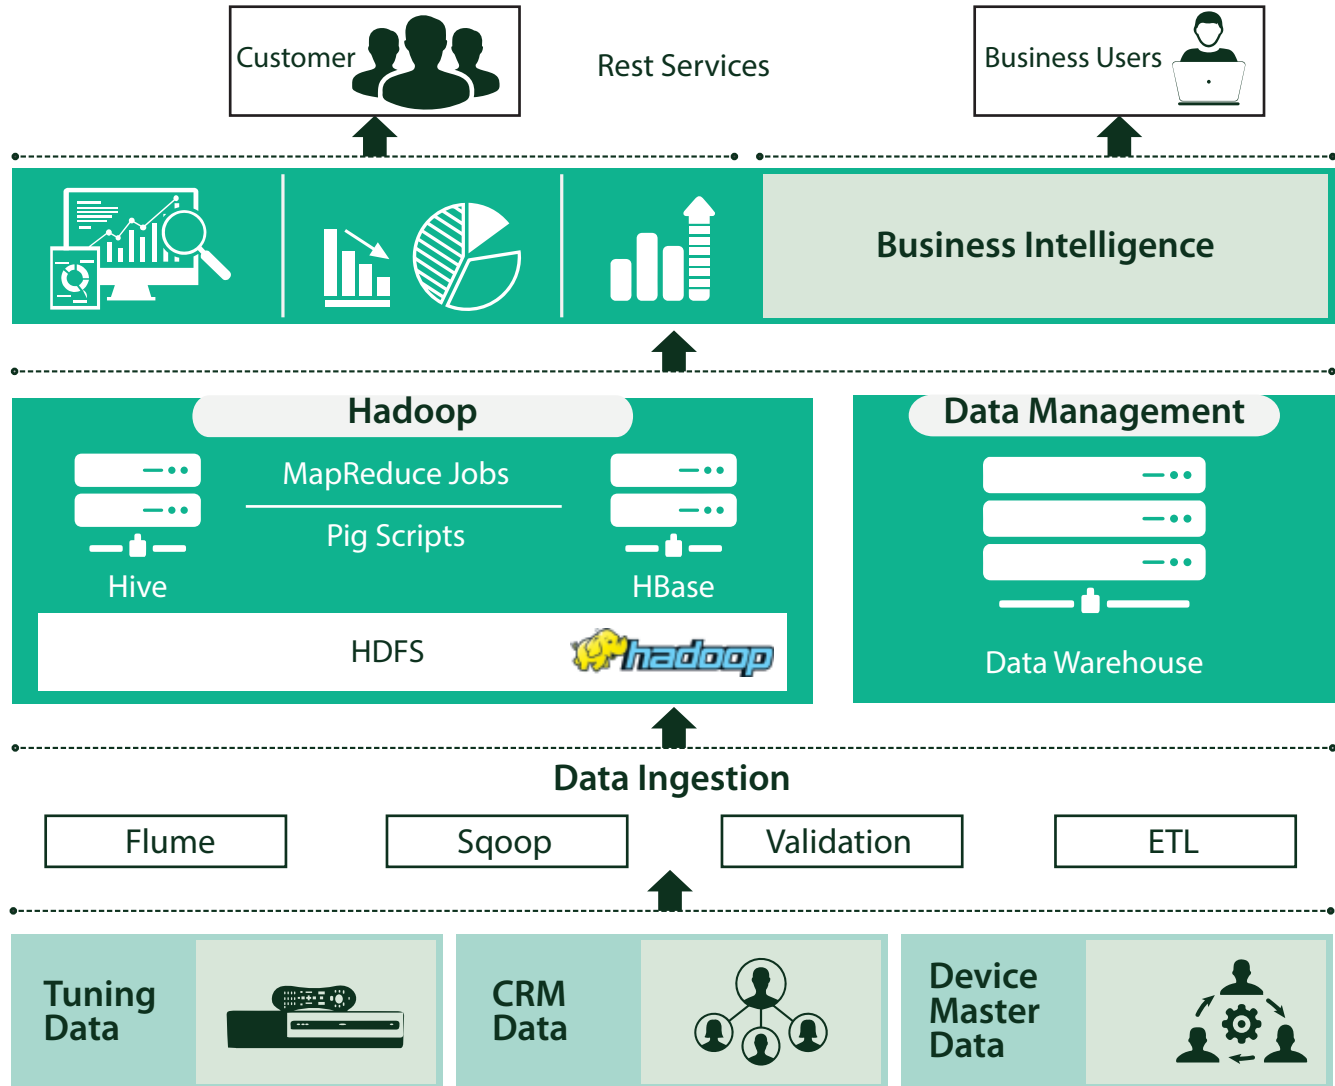 Customer
Rest Services
Business Users
Business Intelligence
Hadoop
Data Management
MapReduce Jobs
Pig Scripts
Hive
HBase
HDFS
hadoop
Data Warehouse
Data Ingestion
Flume
Sqoop
Validation
ETL
Tuning
Data
CRM
Data
Device
Master
Data